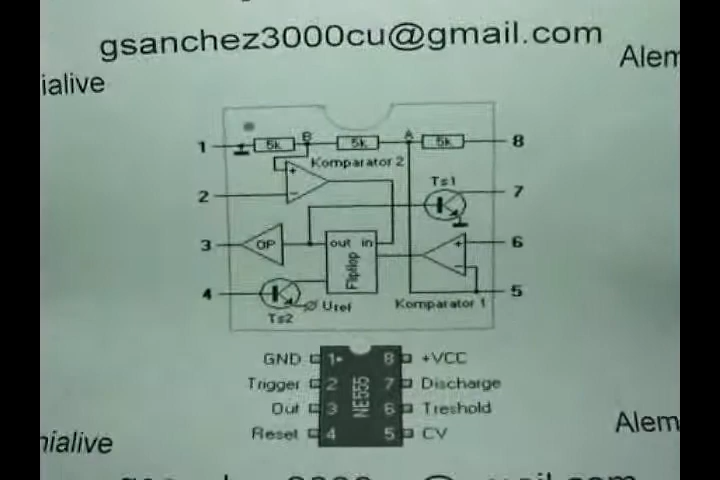 gsanchez3000cu@gmail.com
ialive
Alem
1 5k B 5k A 5k 8
Komparator 2
2 + - Ts1 7
3 OP out in + 6
Flipflop -
4 Uref Komparator 1 5
Ts2
GND 1 8 +VCC
Trigger 2 7 Discharge
Out 3 6 Treshold
Reset 4 5 CV
NE555
nialive
Alem